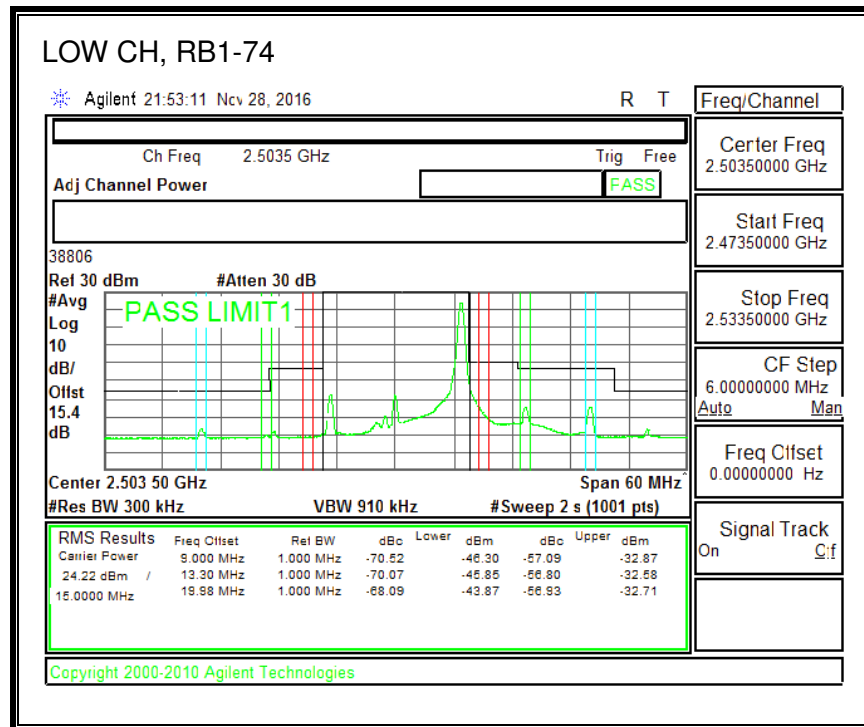 LOW CH, RB1-74
Agilent 21:53:11 Nov 28, 2016 R T
Freq/Channel
Ch Freq 2.5035 GHz Trig Free
Adj Channel Power PASS
Center Freq
2.50350000 GHz
Start Freq
2.47350000 GHz
Stop Freq
2.53350000 GHz
CF Step
6.00000000 MHz
Auto Man
Freq Offset
0.00000000 Hz
Signal Track
On Off
38806
Ref 30 dBm #Atten 30 dB
#Avg
Log
10
dB/
Offst
15.4
dB
PASS LIMIT1
Center 2.503 50 GHz Span 60 MHz
#Res BW 300 kHz VBW 910 kHz #Sweep 2 s (1001 pts)
RMS Results Freq Offset Ref BW dBc Lower dBm dBc Upper dBm
Carrier Power 9.000 MHz 1.000 MHz -70.52 -46.30 -57.09 -32.87
24.22 dBm / 13.30 MHz 1.000 MHz -70.07 -45.85 -56.80 -32.58
15.0000 MHz 19.98 MHz 1.000 MHz -68.09 -43.87 -56.93 -32.71
Copyright 2000-2010 Agilent Technologies